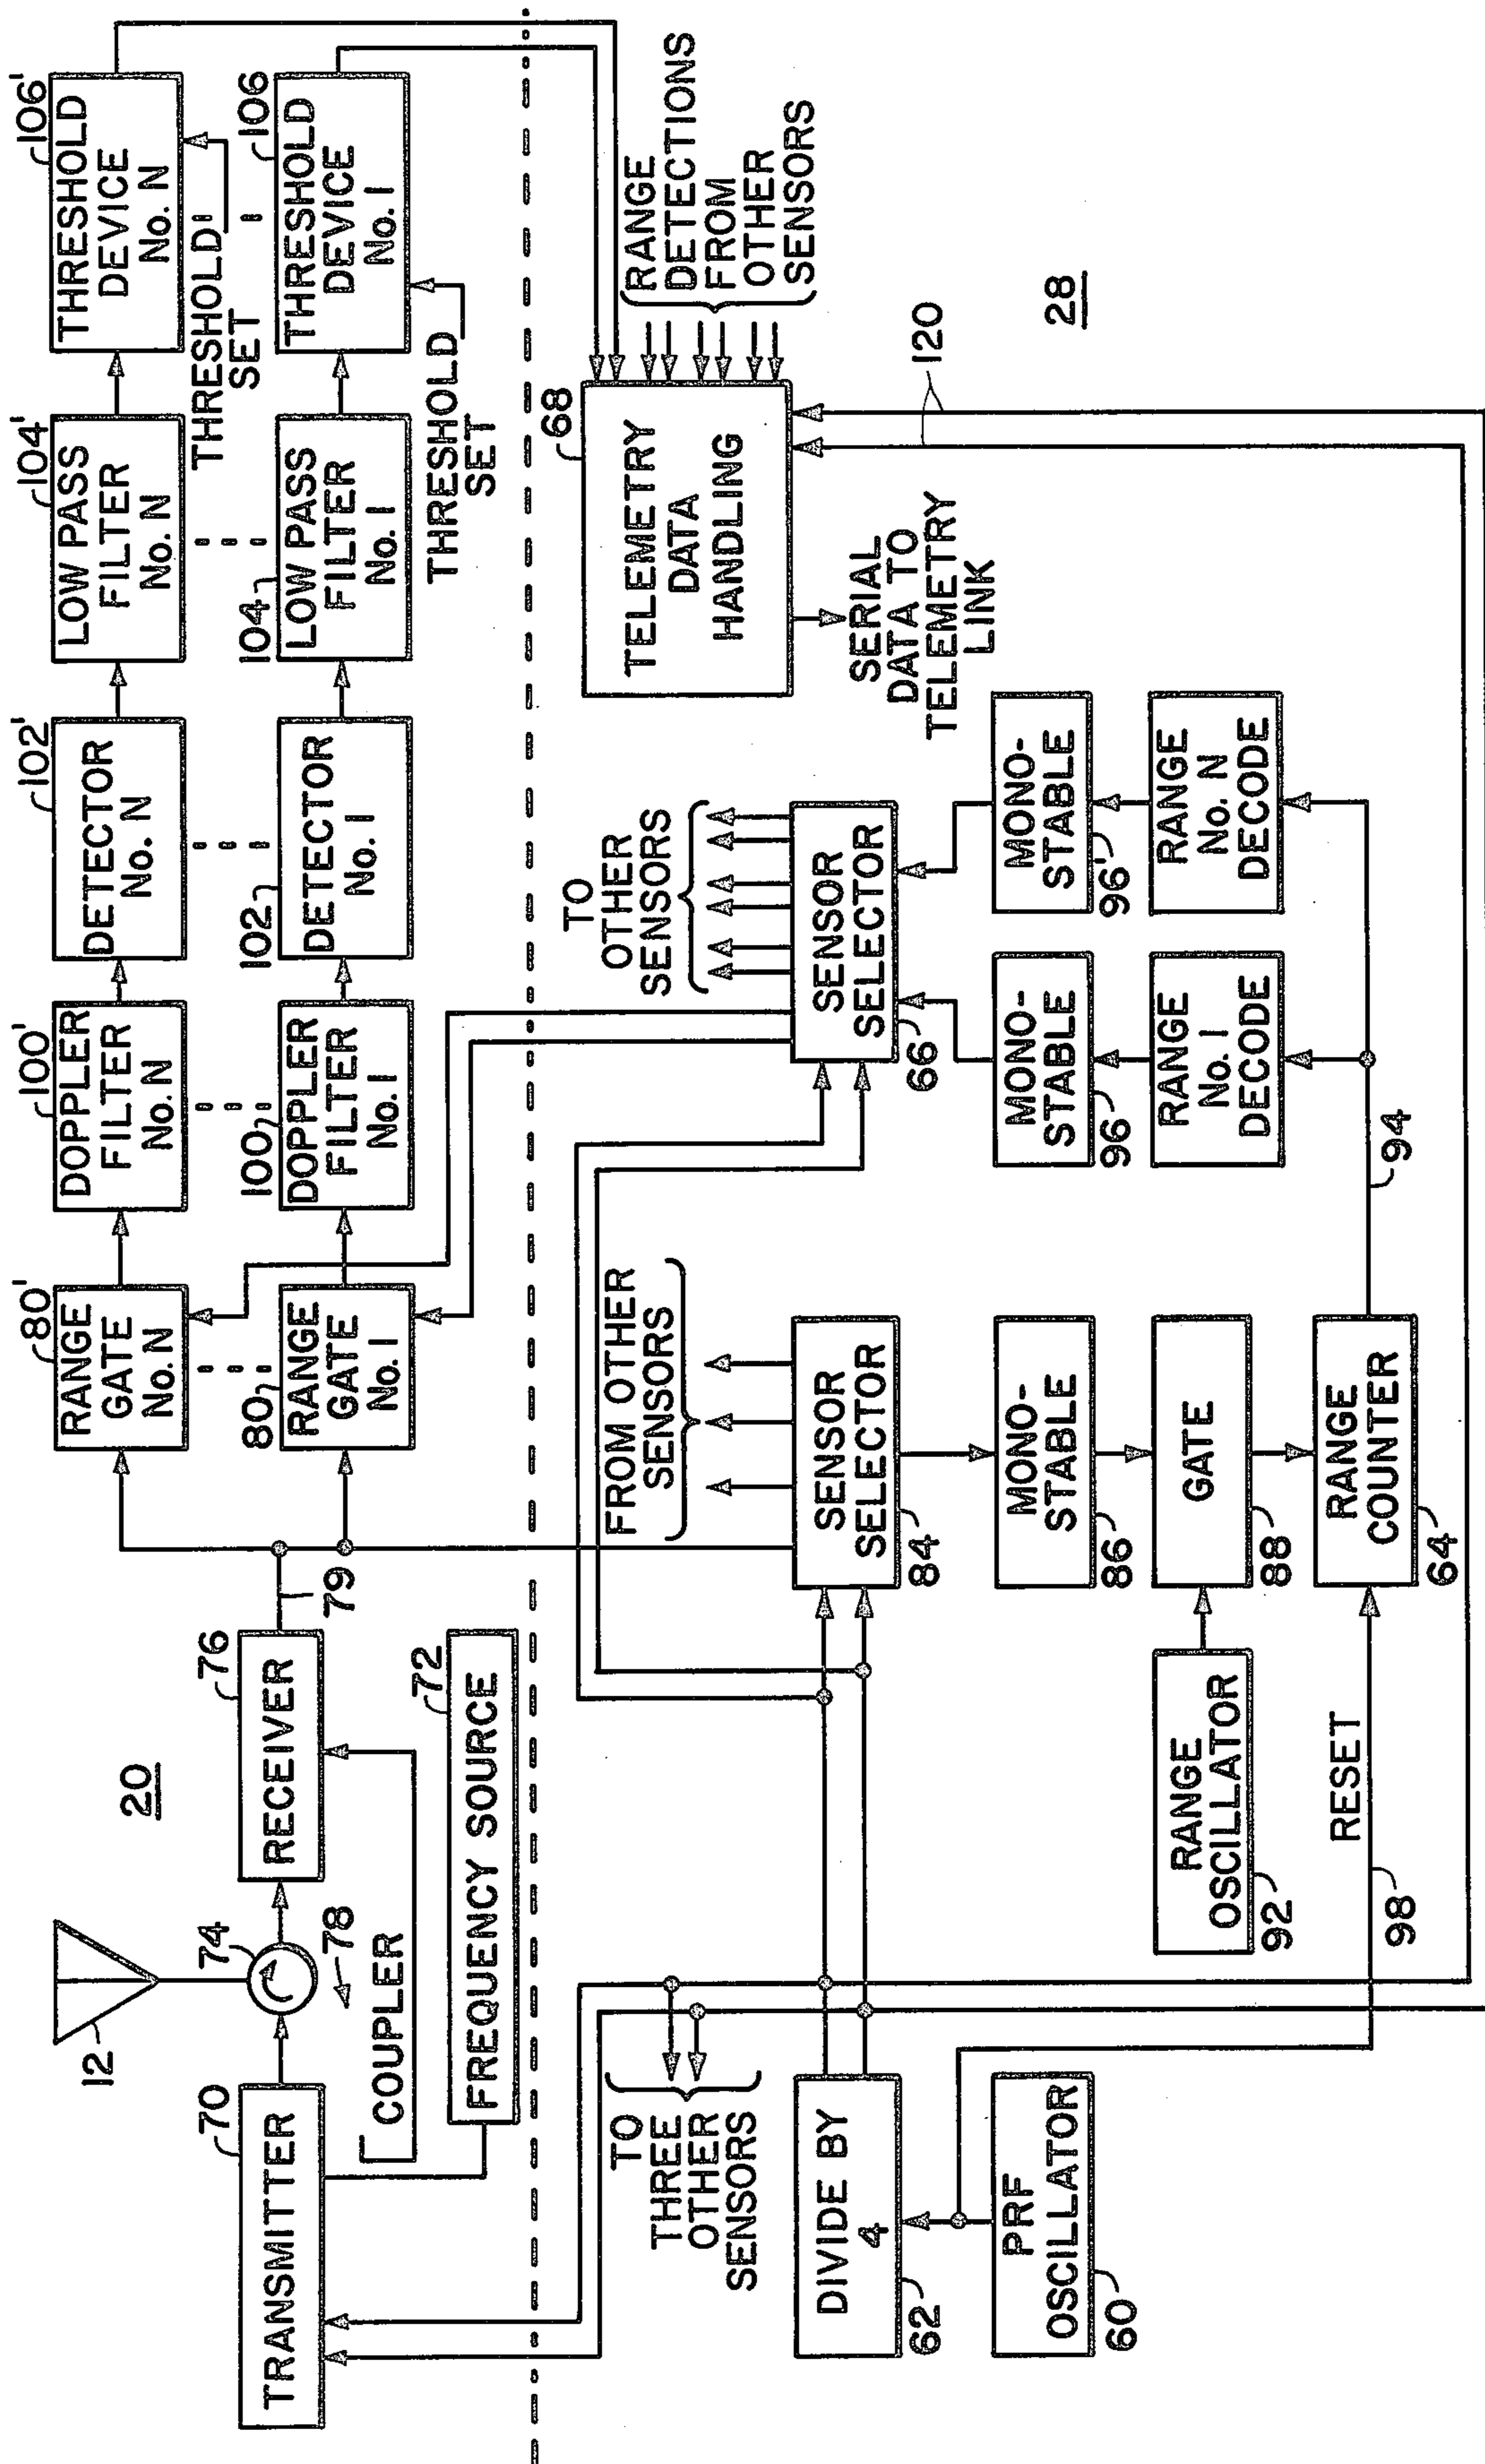 20
12
70
TRANSMITTER
74
78
COUPLER
72
FREQUENCY SOURCE
76
RECEIVER
79
80'
RANGE
GATE
No. N
80
RANGE
GATE
No. 1
100'
DOPPLER
FILTER
No. N
100
DOPPLER
FILTER
No. 1
102'
DETECTOR
No. N
102
DETECTOR
No. 1
104'
LOW PASS
FILTER
No. N
104
LOW PASS
FILTER
No. 1
106'
THRESHOLD
DEVICE
No. N
THRESHOLD
SET
106
THRESHOLD
DEVICE
No. 1
THRESHOLD
SET
TO
THREE
OTHER
SENSORS
DIVIDE BY
4
62
PRF
OSCILLATOR
60
FROM OTHER
SENSORS
SENSOR
SELECTOR
84
MONO-
STABLE
86
GATE
88
RANGE
OSCILLATOR
92
RESET
98
RANGE
COUNTER
64
94
TO
OTHER
SENSORS
SENSOR
SELECTOR
66
MONO-
STABLE
96
RANGE
No. 1
DECODE
MONO-
STABLE
96'
RANGE
No. N
DECODE
68
TELEMETRY
DATA
HANDLING
SERIAL
DATA TO
TELEMETRY
LINK
RANGE
DETECTIONS
FROM
OTHER
SENSORS
120
28